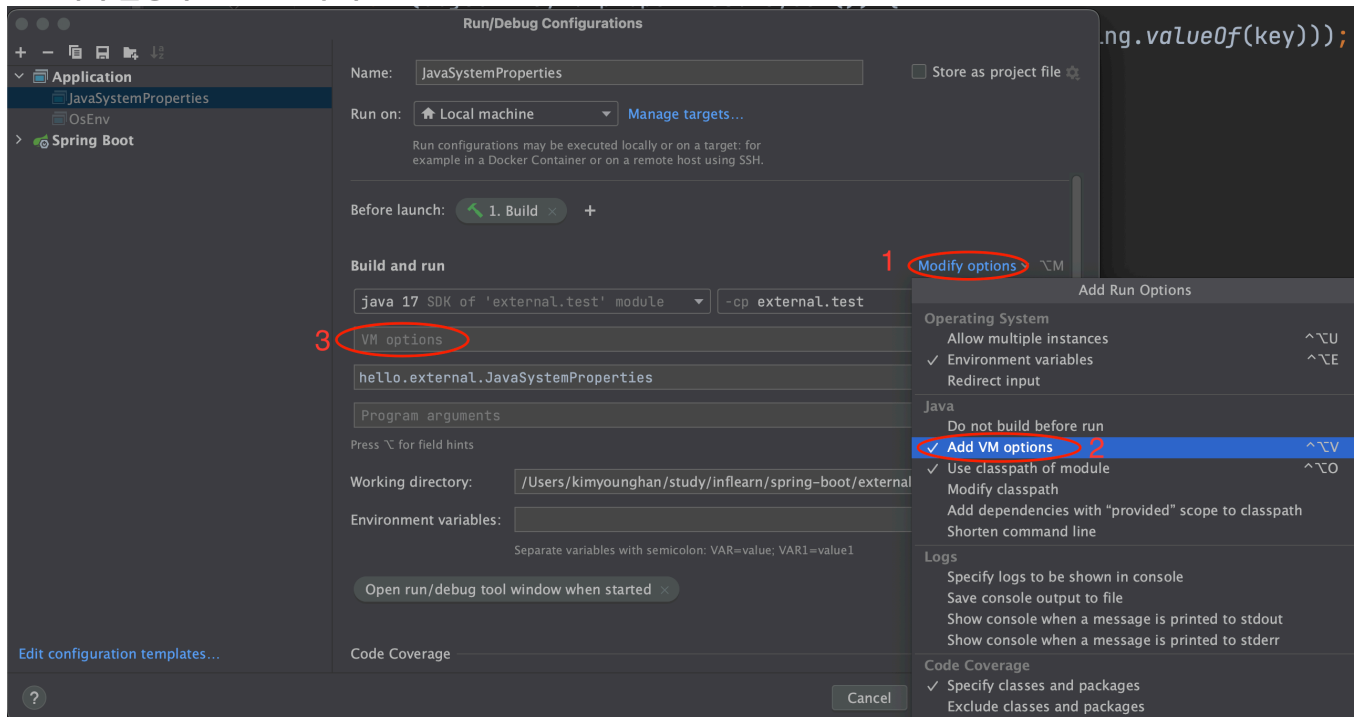 Run/Debug Configurations
ng.valueOf(key)));
Application
JavaSystemProperties
OsEnv
Spring Boot
Name: JavaSystemProperties
Store as project file
Run on: Local machine Manage targets...
Run configurations may be executed locally or on a target: for
example in a Docker Container or on a remote host using SSH.
Before launch: 1. Build × +
Build and run
1 Modify options ⌥M
java 17 SDK of 'external.test' module -cp external.test
3 VM options
hello.external.JavaSystemProperties
Program arguments
Press ⌥ for field hints
Working directory: /Users/kimyounghan/study/inflearn/spring-boot/external
Environment variables:
Separate variables with semicolon: VAR=value; VAR1=value1
Open run/debug tool window when started ×
Code Coverage
Edit configuration templates...
?
Cancel
Add Run Options
Operating System
Allow multiple instances ^⌥U
✓ Environment variables ^⌥E
Redirect input
Java
Do not build before run
✓ Add VM options 2 ^⌥V
✓ Use classpath of module ^⌥O
Modify classpath
Add dependencies with “provided” scope to classpath
Shorten command line
Logs
Specify logs to be shown in console
Save console output to file
Show console when a message is printed to stdout
Show console when a message is printed to stderr
Code Coverage
✓ Specify classes and packages
Exclude classes and packages